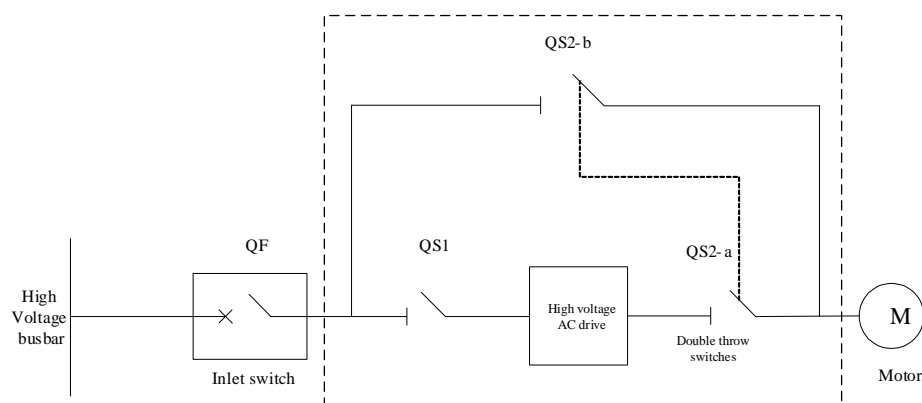 QS2-b
QF
QS1
QS2-a
High
Voltage
busbar
High voltage
AC drive
M
Double throw
switches
Inlet switch
Motor